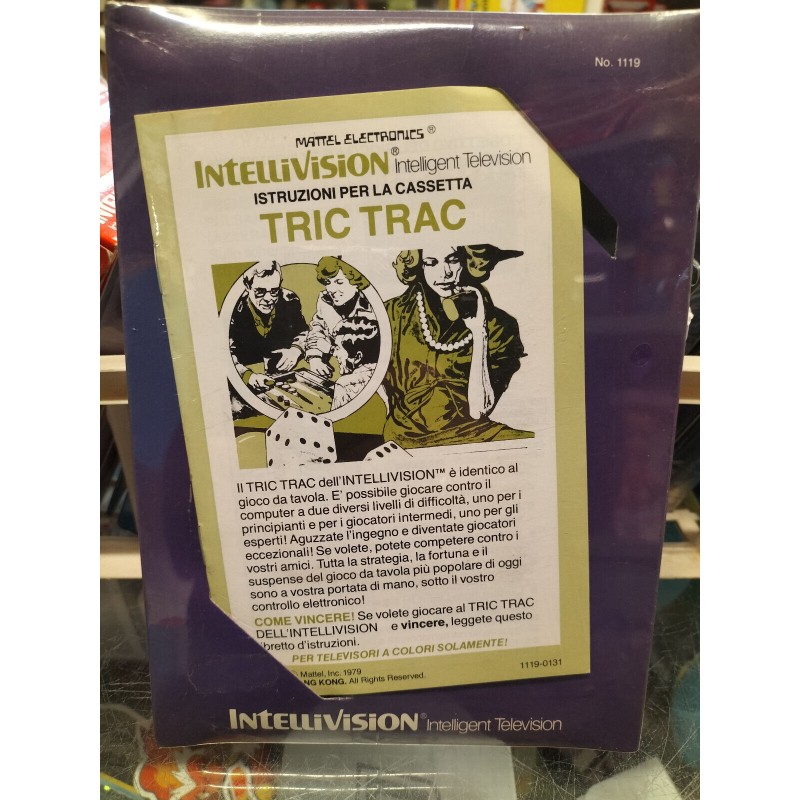 No. 1119
MATTEL ELECTRONICS®
INTELLIVISION® Intelligent Television
ISTRUZIONI PER LA CASSETTA
TRIC TRAC
Il TRIC TRAC dell'INTELLIVISION™ è identico al
gioco da tavola. E' possibile giocare contro il
computer a due diversi livelli di difficoltà, uno per i
principianti e per i giocatori intermedi, uno per gli
esperti! Aguzzate l'ingegno e diventate giocatori
eccezionali! Se volete, potete competere contro i
vostri amici. Tutta la strategia, la fortuna e il
suspense del gioco da tavola più popolare di oggi
sono a vostra portata di mano, sotto il vostro
controllo elettronico!
COME VINCERE! Se volete giocare al TRIC TRAC
DELL'INTELLIVISION e vincere, leggete questo
libretto d'istruzioni.
PER TELEVISORI A COLORI SOLAMENTE!
© Mattel, Inc. 1979
NG KONG. All Rights Reserved.
1119-0131
INTELLIVISION® Intelligent Television